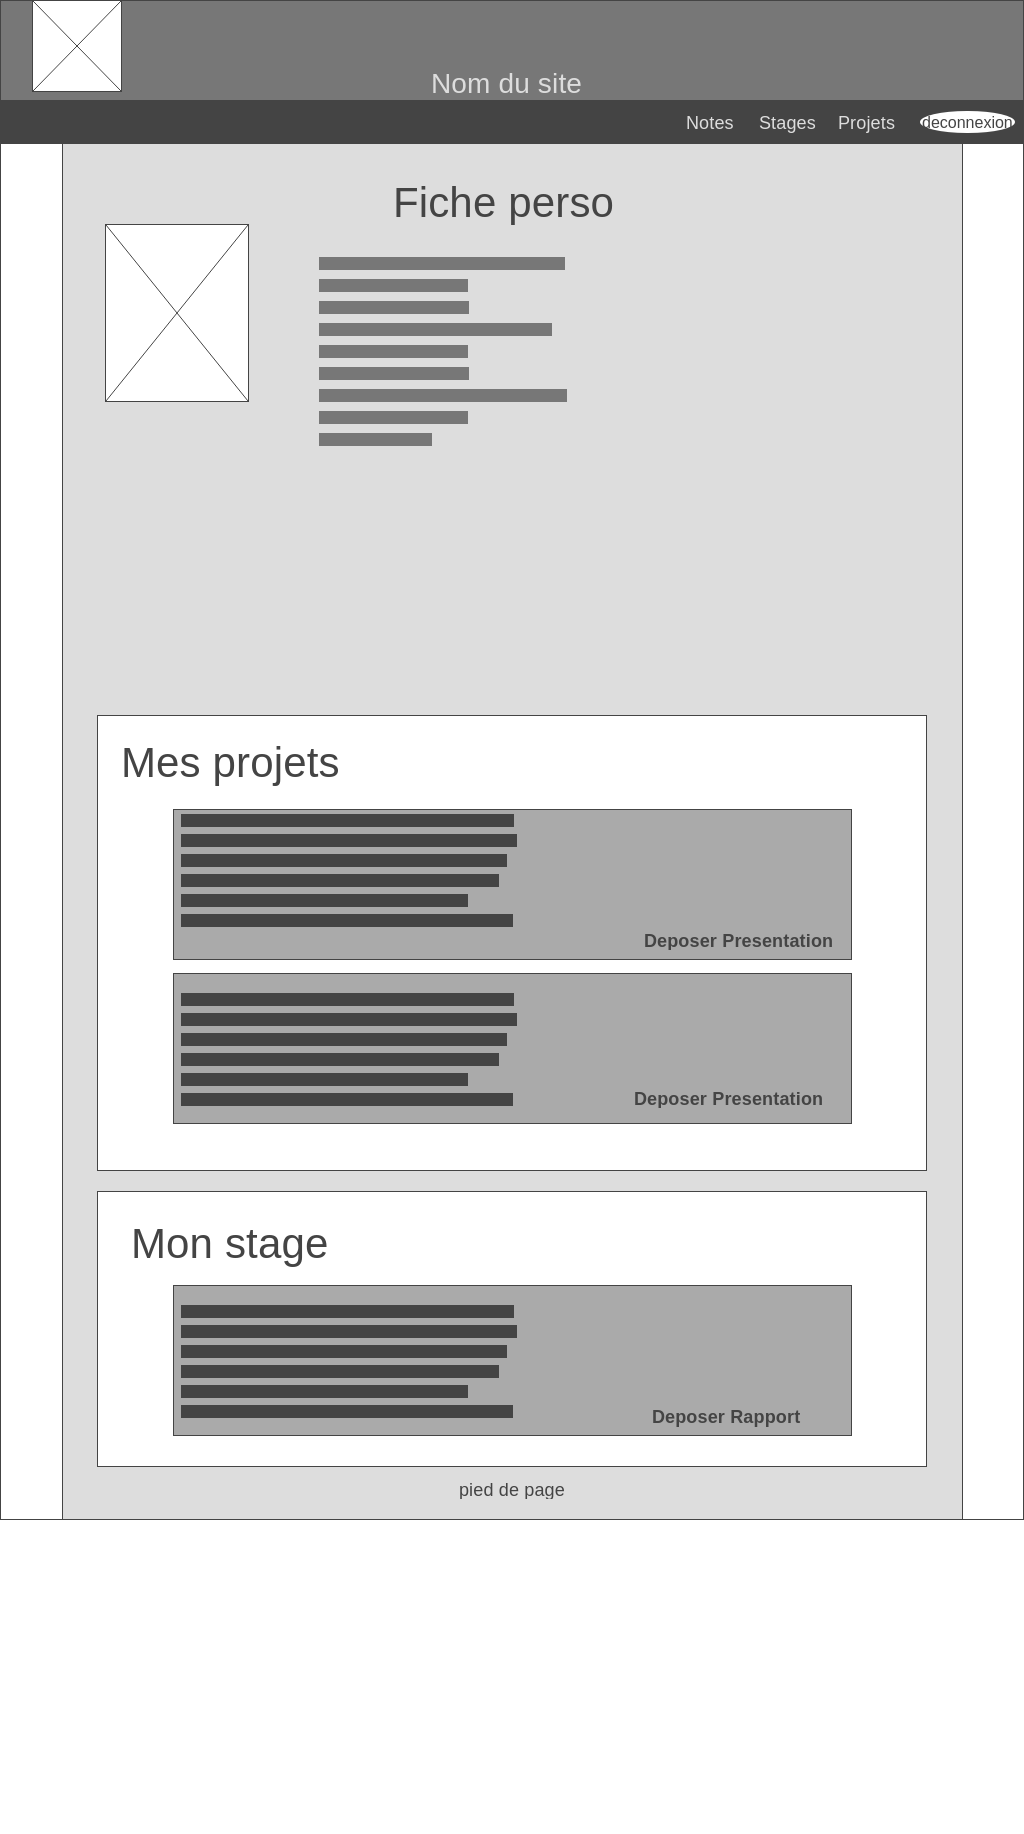 Nom du site
Notes Stages Projets deconnexion
Fiche perso
Mes projets
Deposer Presentation
Deposer Presentation
Mon stage
Deposer Rapport
pied de page